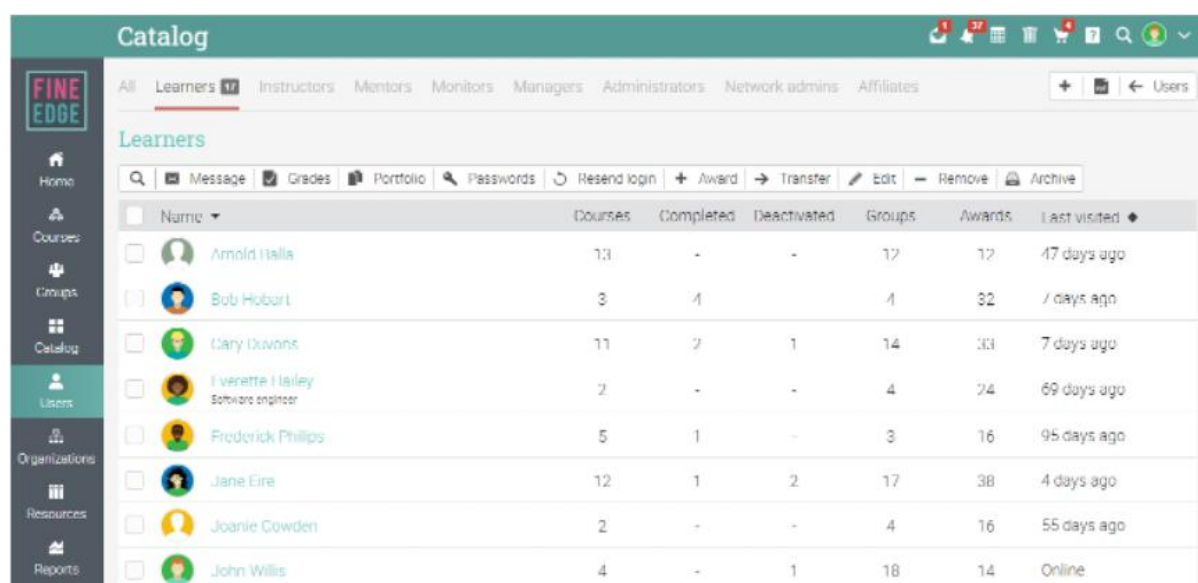 Catalog 1 37 4
FINE
EDGE
All Learners 17 Instructors Mentors Monitors Managers Administrators Network admins Affiliates + ← Users
Learners
Message Grades Portfolio Passwords Resend login + Award → Transfer Edit − Remove Archive
Name Courses Completed Deactivated Groups Awards Last visited
Arnold 13 - - 12 12 47 days ago
Bob Hobart 3 4 4 32 7 days ago
Cary Duvons 11 2 1 14 33 7 days ago
Everette Hailey 2 - - 4 24 69 days ago
Software engineer
Frederick Philips 5 1 - 3 16 95 days ago
Jane Eire 12 1 2 17 38 4 days ago
Joanie Cowden 2 - - 4 16 55 days ago
John Willis 4 - 1 18 14 Online
Home
Courses
Groups
Catalog
Users
Organizations
Resources
Reports